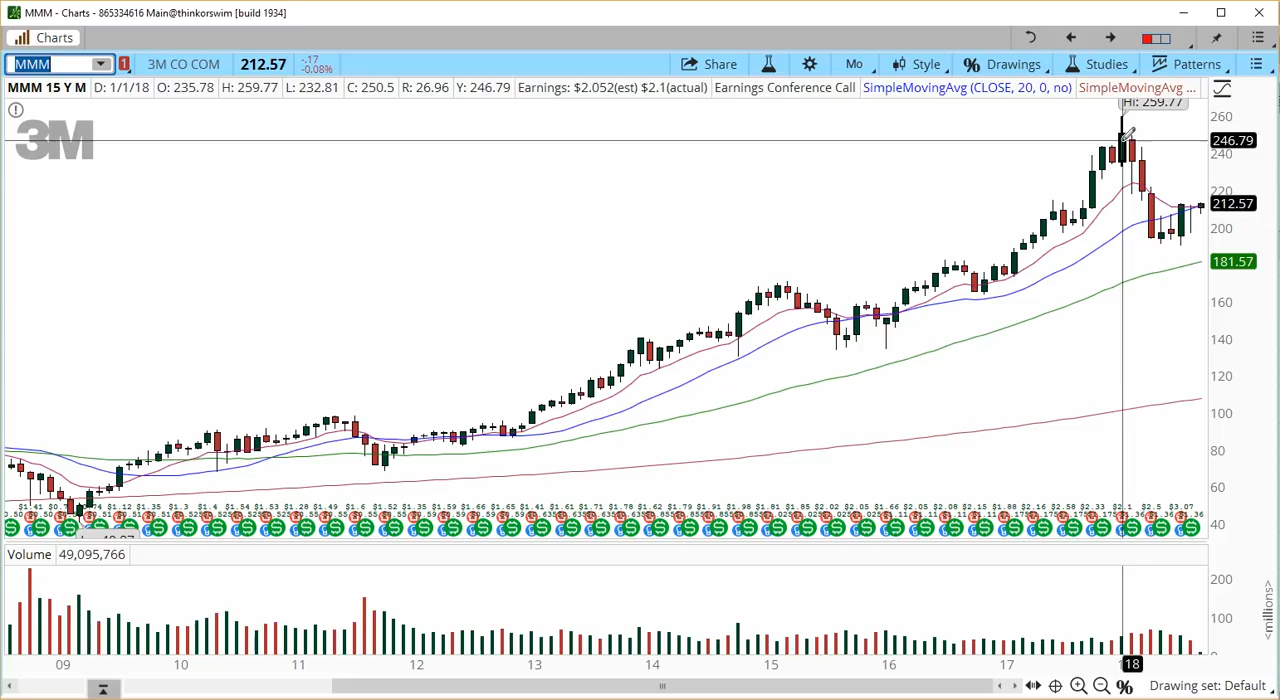 MMM - Charts - 865334616 Main@thinkorswim [build 1934]
Charts
MMM 1 3M CO COM 212.57 -.17 -0.08% Share Mo Style Drawings Studies Patterns
MMM 15 Y M D: 1/1/18 O: 235.78 H: 259.77 L: 232.81 C: 250.5 R: 26.96 Y: 246.79 Earnings: $2.052(est) $2.1(actual) Earnings Conference Call SimpleMovingAvg (CLOSE, 20, 0, no) SimpleMovingAvg ...
Hi: 259.77
3M
260
246.79
240
220
212.57
200
181.57
160
140
120
100
80
60
40
Volume 49,095,766
200
100
0
<millions>
09 10 11 12 13 14 15 16 17 18
Drawing set: Default